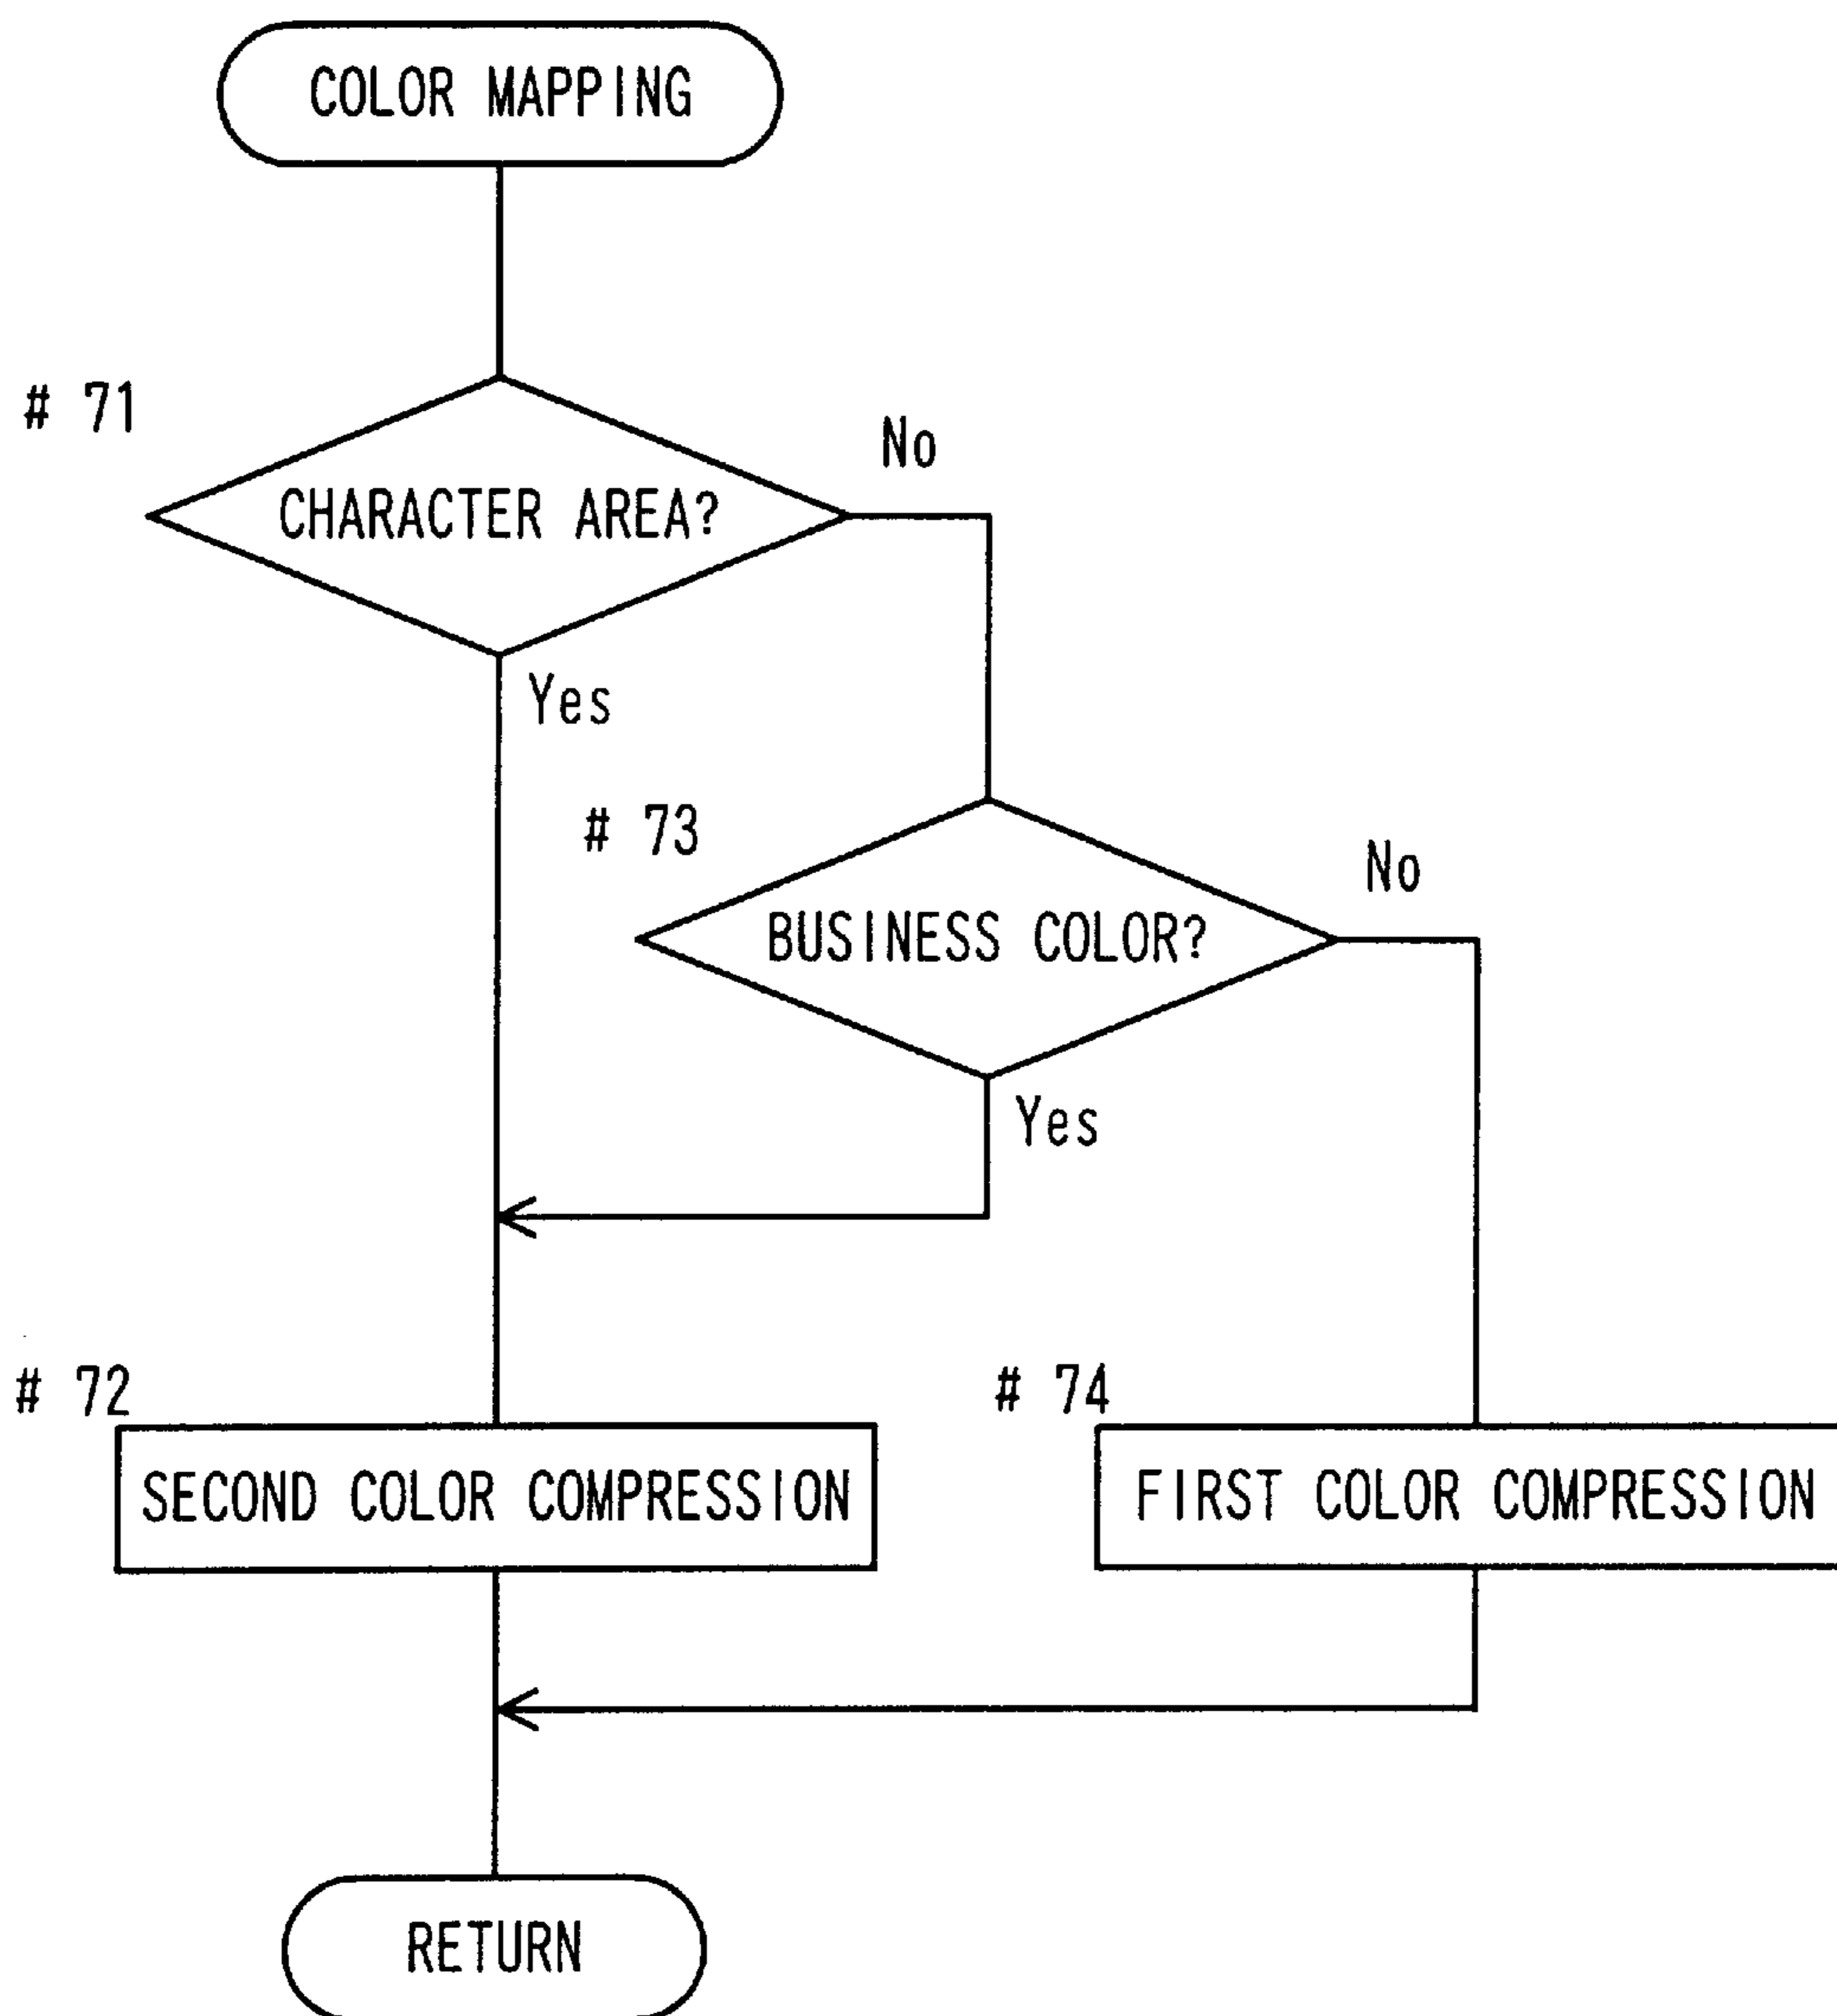 COLOR MAPPING
# 71
No
CHARACTER AREA?
Yes
# 73
No
BUSINESS COLOR?
Yes
# 72
# 74
SECOND COLOR COMPRESSION
FIRST COLOR COMPRESSION
RETURN